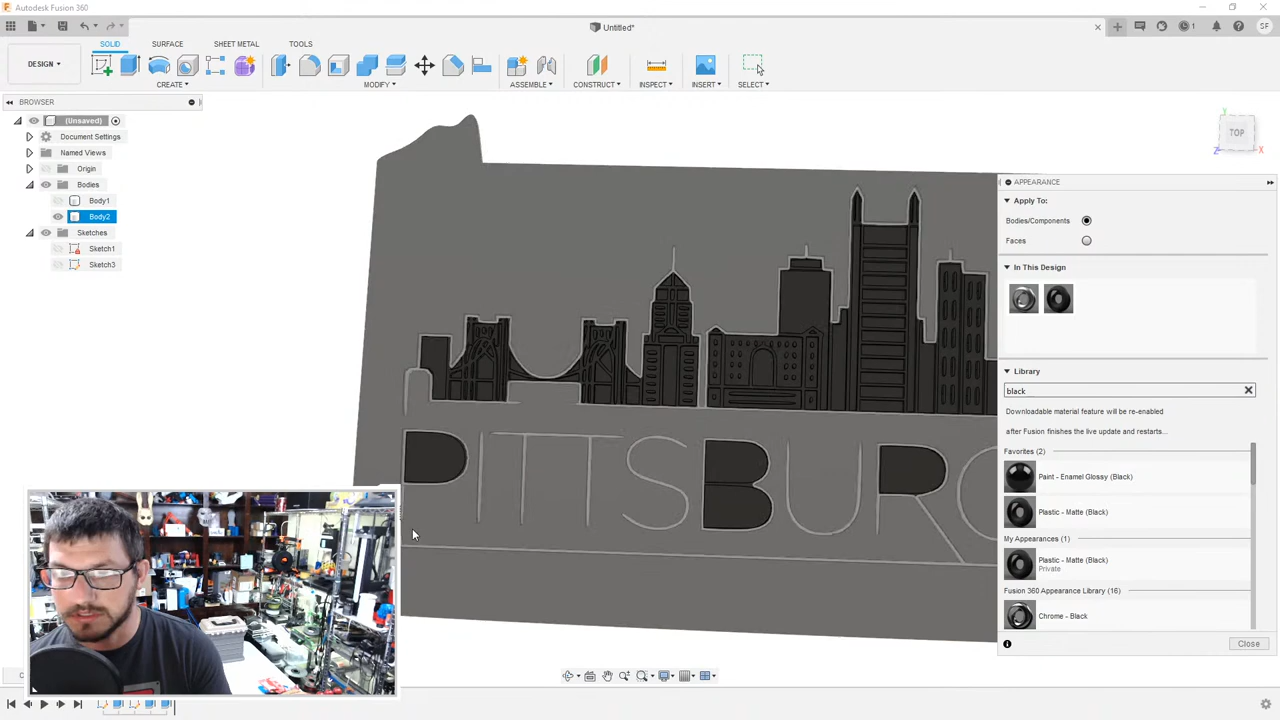 Autodesk Fusion 360
Untitled*
SF
DESIGN
SOLID SURFACE SHEET METAL TOOLS
CREATE MODIFY ASSEMBLE CONSTRUCT INSPECT INSERT SELECT
BROWSER
(Unsaved)
Document Settings
Named Views
Origin
Bodies
Body1
Body2
Sketches
Sketch1
Sketch3
TOP
Y
Z
X
PITTSBURG
APPEARANCE
Apply To:
Bodies/Components
Faces
In This Design
Library
black
Downloadable material feature will be re-enabled
after Fusion finishes the live update and restarts...
Favorites (2)
Paint - Enamel Glossy (Black)
Plastic - Matte (Black)
My Appearances (1)
Plastic - Matte (Black)
Private
Fusion 360 Appearance Library (16)
Chrome - Black
Close